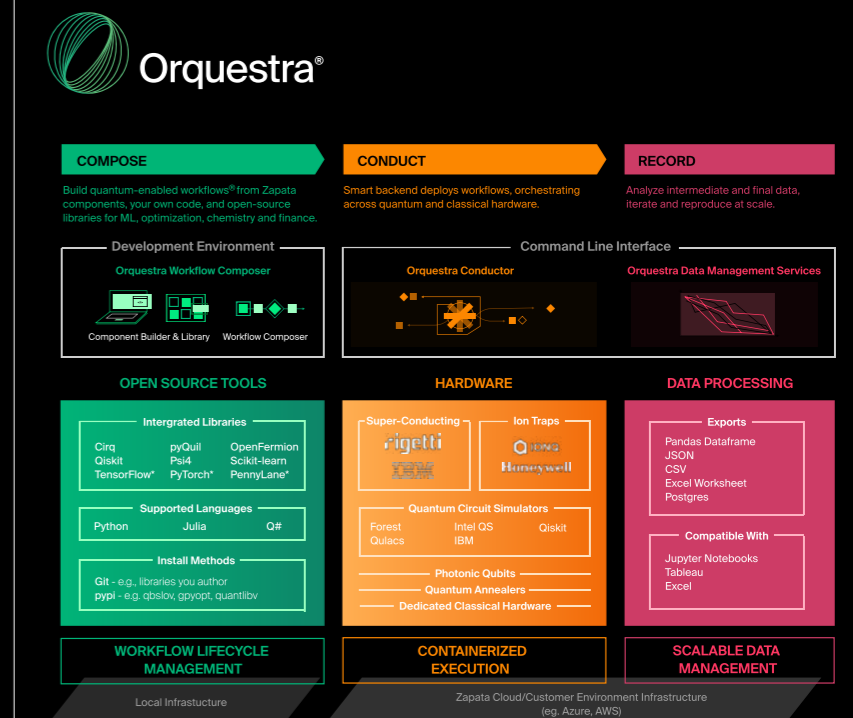 Orquestra®
COMPOSE
Build quantum-enabled workflows® from Zapata
components, your own code, and open-source
libraries for ML, optimization, chemistry and finance.
CONDUCT
Smart backend deploys workflows, orchestrating
across quantum and classical hardware.
RECORD
Analyze intermediate and final data,
iterate and reproduce at scale.
Development Environment
Orquestra Workflow Composer
Component Builder & Library
Workflow Composer
Command Line Interface
Orquestra Conductor
Orquestra Data Management Services
OPEN SOURCE TOOLS
Intergrated Libraries
Cirq pyQuil OpenFermion
Qiskit Psi4 Scikit-learn
TensorFlow* PyTorch* PennyLane*
Supported Languages
Python Julia Q#
Install Methods
Git - e.g., libraries you author
pypi - e.g. qbslov, gpyopt, quantlibv
HARDWARE
Super-Conducting
rigetti
IBM
Ion Traps
Honeywell
Quantum Circuit Simulators
Forest Intel QS Qiskit
Qulacs IBM
Photonic Qubits
Quantum Annealers
Dedicated Classical Hardware
DATA PROCESSING
Exports
Pandas Dataframe
JSON
CSV
Excel Worksheet
Postgres
Compatible With
Jupyter Notebooks
Tableau
Excel
WORKFLOW LIFECYCLE
MANAGEMENT
CONTAINERIZED
EXECUTION
SCALABLE DATA
MANAGEMENT
Local Infrastucture
Zapata Cloud/Customer Environment Infrastructure
(eg. Azure, AWS)